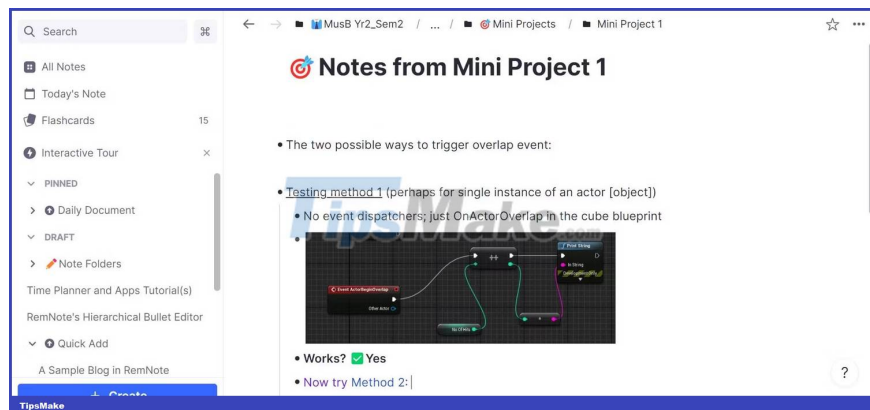 Search
⌘
All Notes
Today's Note
Flashcards 15
Interactive Tour ×
PINNED
Daily Document
DRAFT
Note Folders
Time Planner and Apps Tutorial(s)
RemNote's Hierarchical Bullet Editor
Quick Add
A Sample Blog in RemNote
+ Create
MusB Yr2_Sem2 / ... / Mini Projects / Mini Project 1
Notes from Mini Project 1
• The two possible ways to trigger overlap event:
• Testing method 1 (perhaps for single instance of an actor [object])
• No event dispatchers; just OnActorOverlap in the cube blueprint
TipsMake.com
Event ActorBeginOverlap
Other Actor
++
No Of Hits
Print String
In String
• Works? ✅ Yes
• Now try Method 2:
?
TipsMake